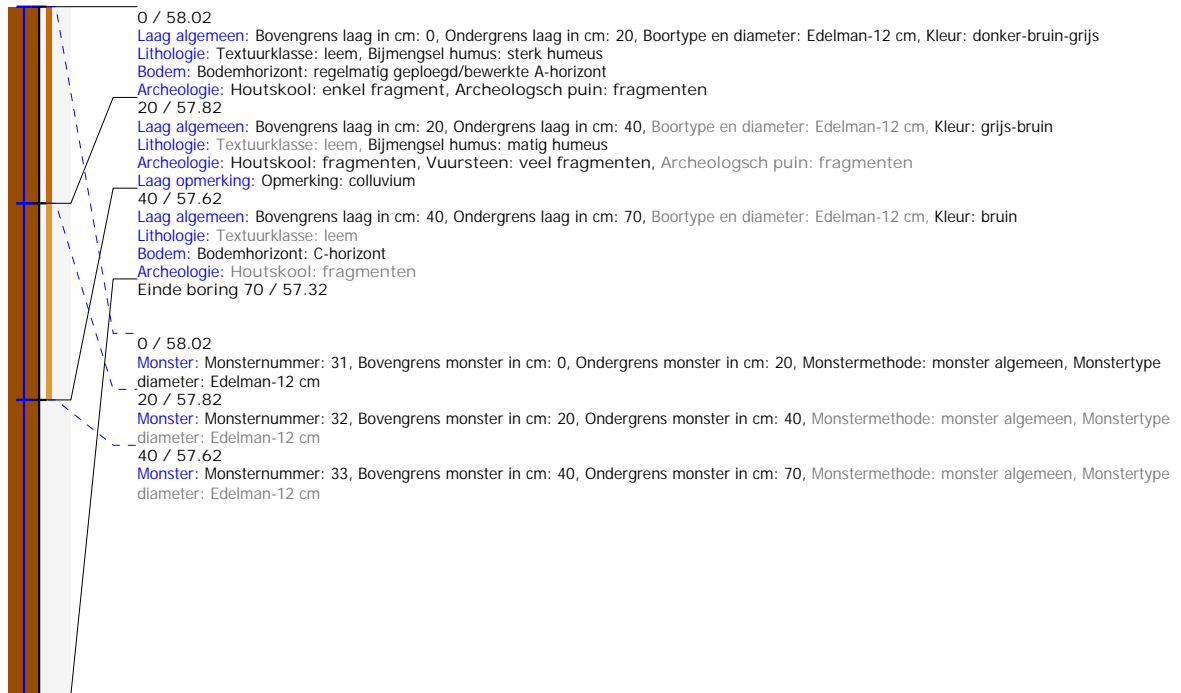 0 / 58.02
Laag algemeen: Bovengrens laag in cm: 0, Ondergrens laag in cm: 20, Boortype en diameter: Edelman-12 cm, Kleur: donker-bruin-grijs
Lithologie: Textuurklasse: leem, Bijmengsel humus: sterk humeus
Bodem: Bodemhorizont: regelmatig geploegd/bewerkte A-horizont
Archeologie: Houtskool: enkel fragment, Archeologsch puin: fragmenten
20 / 57.82
Laag algemeen: Bovengrens laag in cm: 20, Ondergrens laag in cm: 40, Boortype en diameter: Edelman-12 cm, Kleur: grijs-bruin
Lithologie: Textuurklasse: leem, Bijmengsel humus: matig humeus
Archeologie: Houtskool: fragmenten, Vuursteen: veel fragmenten, Archeologsch puin: fragmenten
Laag opmerking: Opmerking: colluvium
40 / 57.62
Laag algemeen: Bovengrens laag in cm: 40, Ondergrens laag in cm: 70, Boortype en diameter: Edelman-12 cm, Kleur: bruin
Lithologie: Textuurklasse: leem
Bodem: Bodemhorizont: C-horizont
Archeologie: Houtskool: fragmenten
Einde boring 70 / 57.32
0 / 58.02
Monster: Monsternummer: 31, Bovengrens monster in cm: 0, Ondergrens monster in cm: 20, Monstermethode: monster algemeen, Monstertype
diameter: Edelman-12 cm
20 / 57.82
Monster: Monsternummer: 32, Bovengrens monster in cm: 20, Ondergrens monster in cm: 40, Monstermethode: monster algemeen, Monstertype
diameter: Edelman-12 cm
40 / 57.62
Monster: Monsternummer: 33, Bovengrens monster in cm: 40, Ondergrens monster in cm: 70, Monstermethode: monster algemeen, Monstertype
diameter: Edelman-12 cm